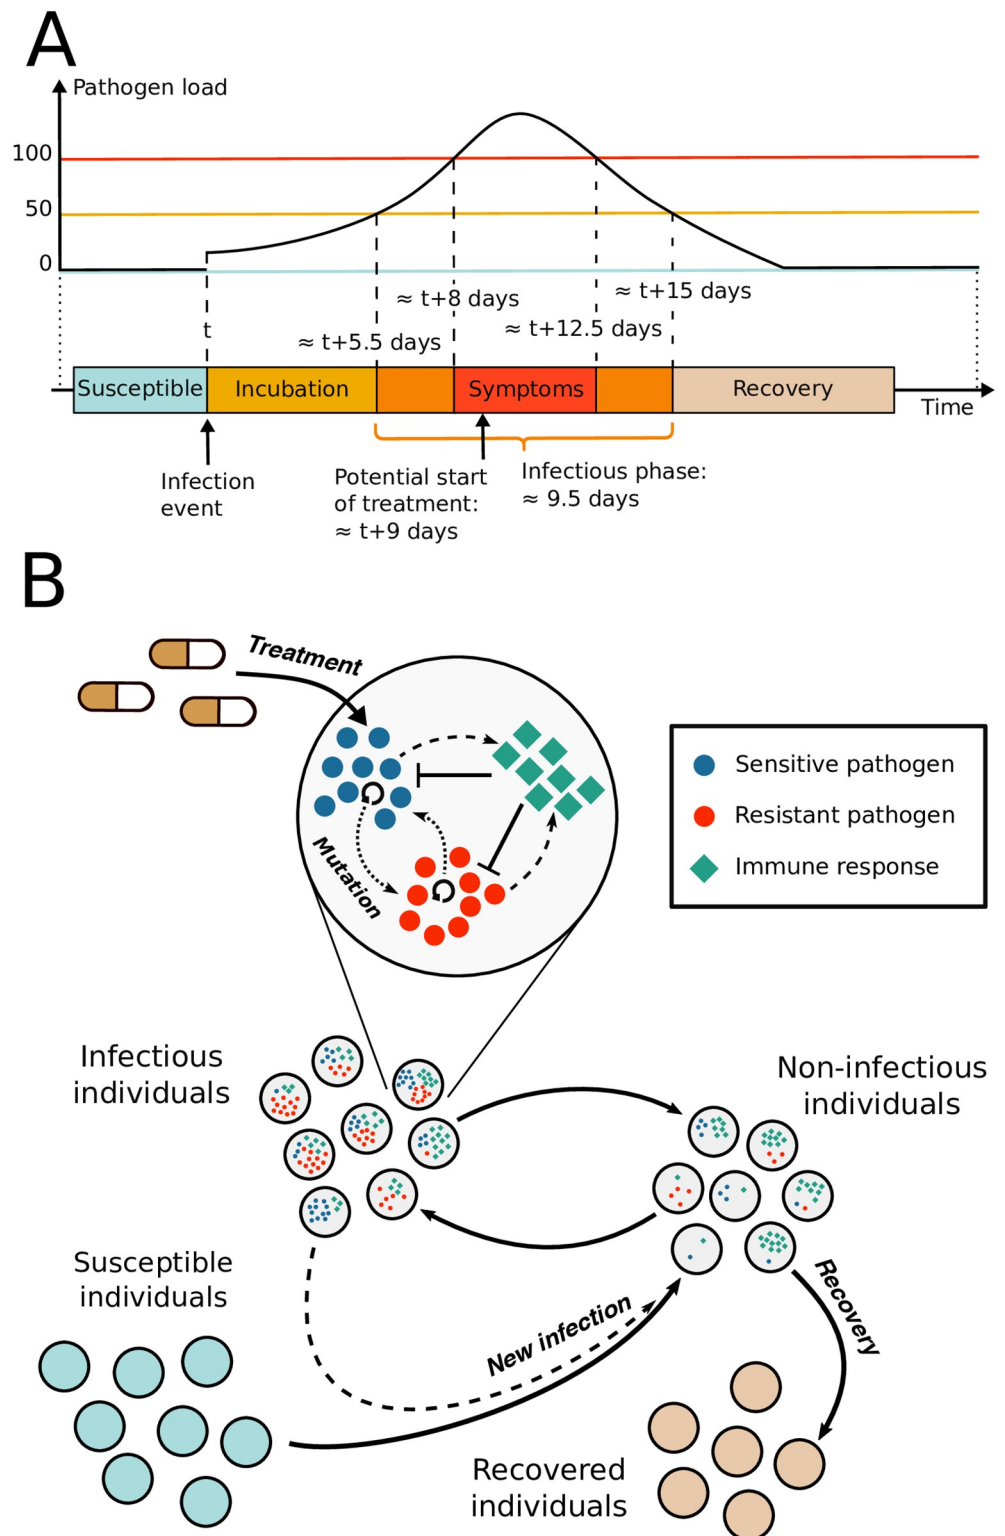 A
Pathogen load
100
50
0
≈ t+8 days
≈ t+15 days
t
≈ t+5.5 days
≈ t+12.5 days
Susceptible
Incubation
Symptoms
Recovery
Time
Infection
event
Potential start
of treatment:
≈ t+9 days
Infectious phase:
≈ 9.5 days
B
Treatment
Mutation
Sensitive pathogen
Resistant pathogen
Immune response
Infectious
individuals
Non-infectious
individuals
Susceptible
individuals
New infection
Recovery
Recovered
individuals